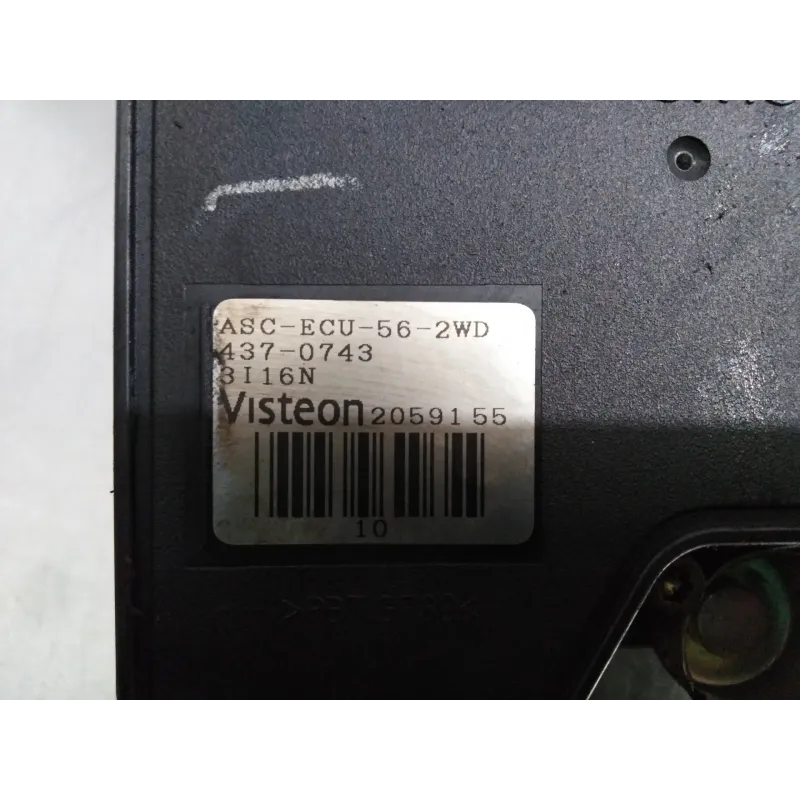 ASC-ECU-56-2WD
437-0743
3I16N
Visteon 2059155
10